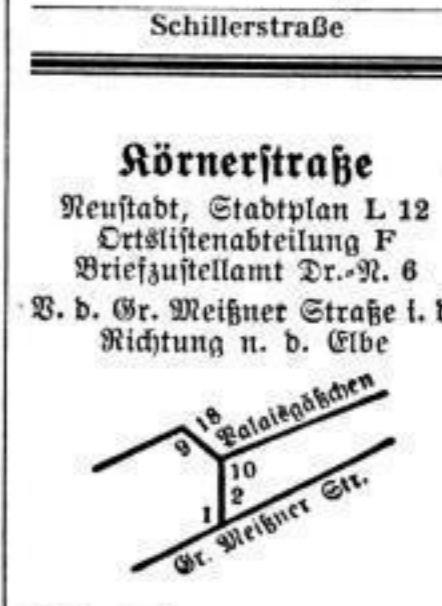 Schillerstraße
Körnerstraße
Neustadt, Stadtplan L 12
Ortslistenabteilung F
Briefzustellamt Dr.-N. 6
V. d. Gr. Meißner Straße i. d
Richtung n. d. Elbe
18
9
Palaisgäßchen
10
2
1
Gr. Meißner Str.